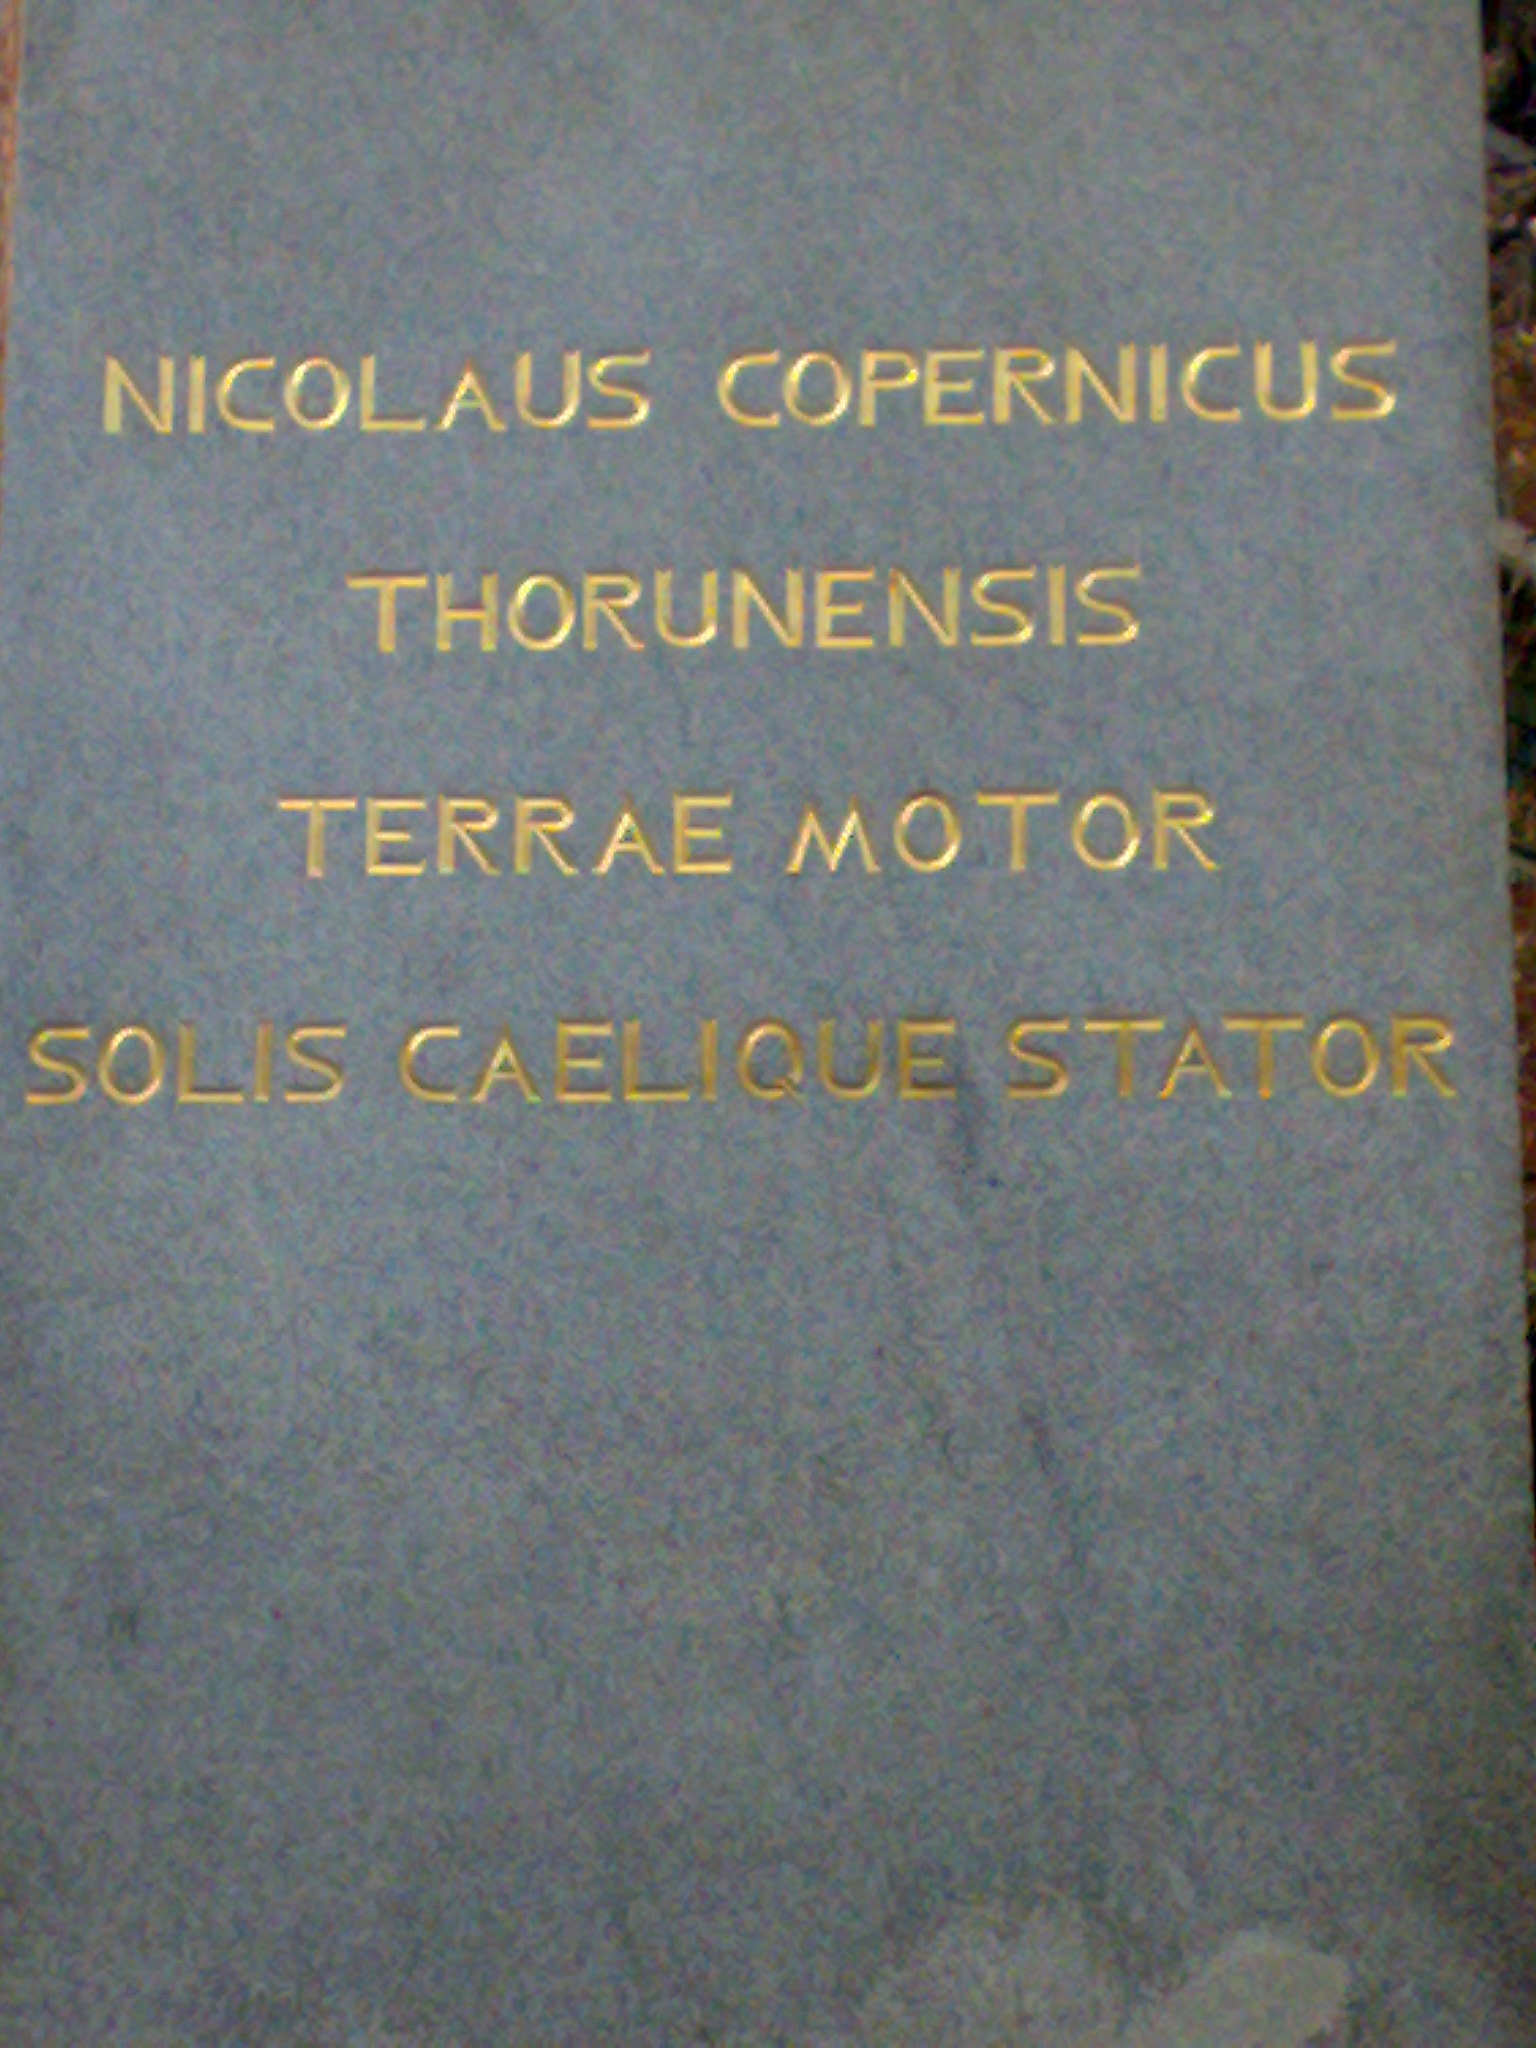 NICOLAUS COPERNICUS
THORUNENSIS
TERRAE MOTOR
SOLIS CAELIQUE STATOR